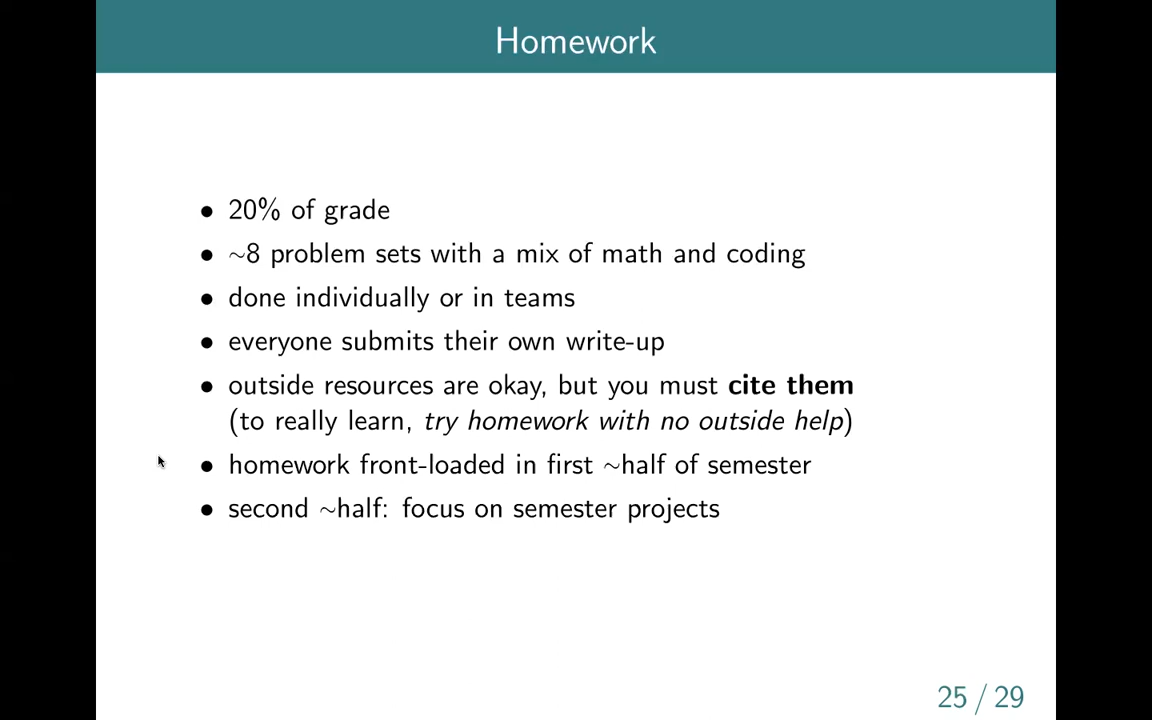 Homework
• 20% of grade
• ~8 problem sets with a mix of math and coding
• done individually or in teams
• everyone submits their own write-up
• outside resources are okay, but you must cite them
(to really learn, try homework with no outside help)
• homework front-loaded in first ~half of semester
• second ~half: focus on semester projects
25 / 29